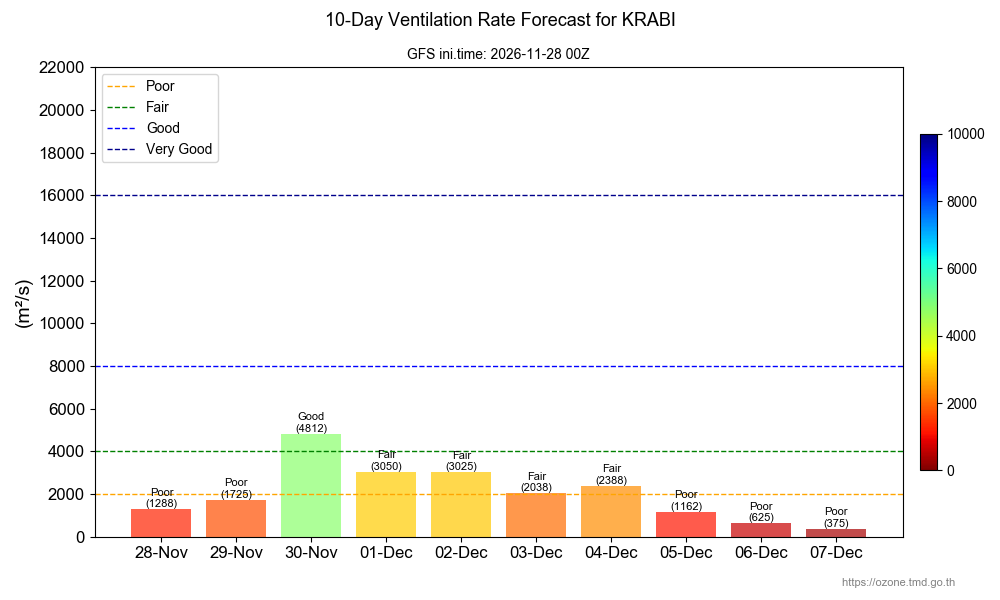 10-Day Ventilation Rate Forecast for KRABI
GFS ini.time: 2026-11-28 00Z
(m²/s)
22000
20000
18000
16000
14000
12000
10000
8000
6000
4000
2000
0
Poor
Fair
Good
Very Good
Poor
(1288)
Poor
(1725)
Good
(4812)
Fair
(3050)
Fair
(3025)
Fair
(2038)
Fair
(2388)
Poor
(1162)
Poor
(625)
Poor
(375)
28-Nov 29-Nov 30-Nov 01-Dec 02-Dec 03-Dec 04-Dec 05-Dec 06-Dec 07-Dec
10000
8000
6000
4000
2000
0
https://ozone.tmd.go.th